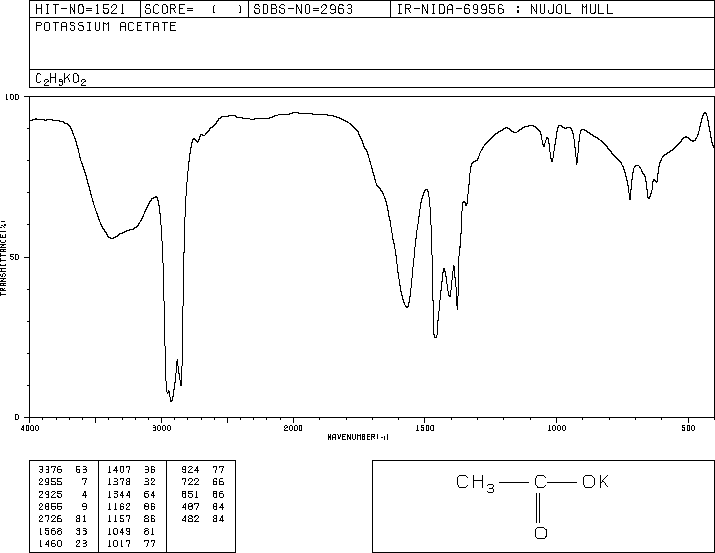 HIT-NO=1521 SCORE= ( ) SDBS-NO=2963 IR-NIDA-69956 : NUJOL MULL
POTASSIUM ACETATE
C2H3KO2
100
50
0
TRANSMITTANCE(%)
4000 3000 2000 1500 1000 500
WAVENUMBER(-1)
3376 63 1407 36 924 77
2955 7 1378 32 722 66
2925 4 1344 64 651 66
2855 9 1162 86 487 84
2726 81 1157 86 482 84
1566 33 1049 81
1460 23 1017 77
CH3 C OK
O